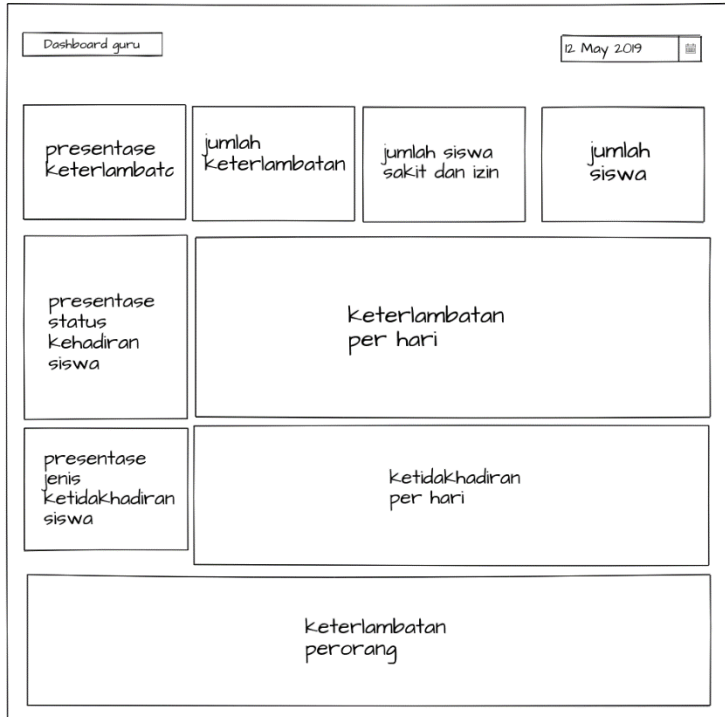 Dashboard guru
12 May 2019
presentase
keterlambatc
jumlah
keterlambatan
jumlah siswa
sakit dan izin
jumlah
siswa
presentase
status
kehadiran
siswa
keterlambatan
per hari
presentase
jenis
ketidakhadiran
siswa
ketidakhadiran
per hari
keterlambatan
perorang